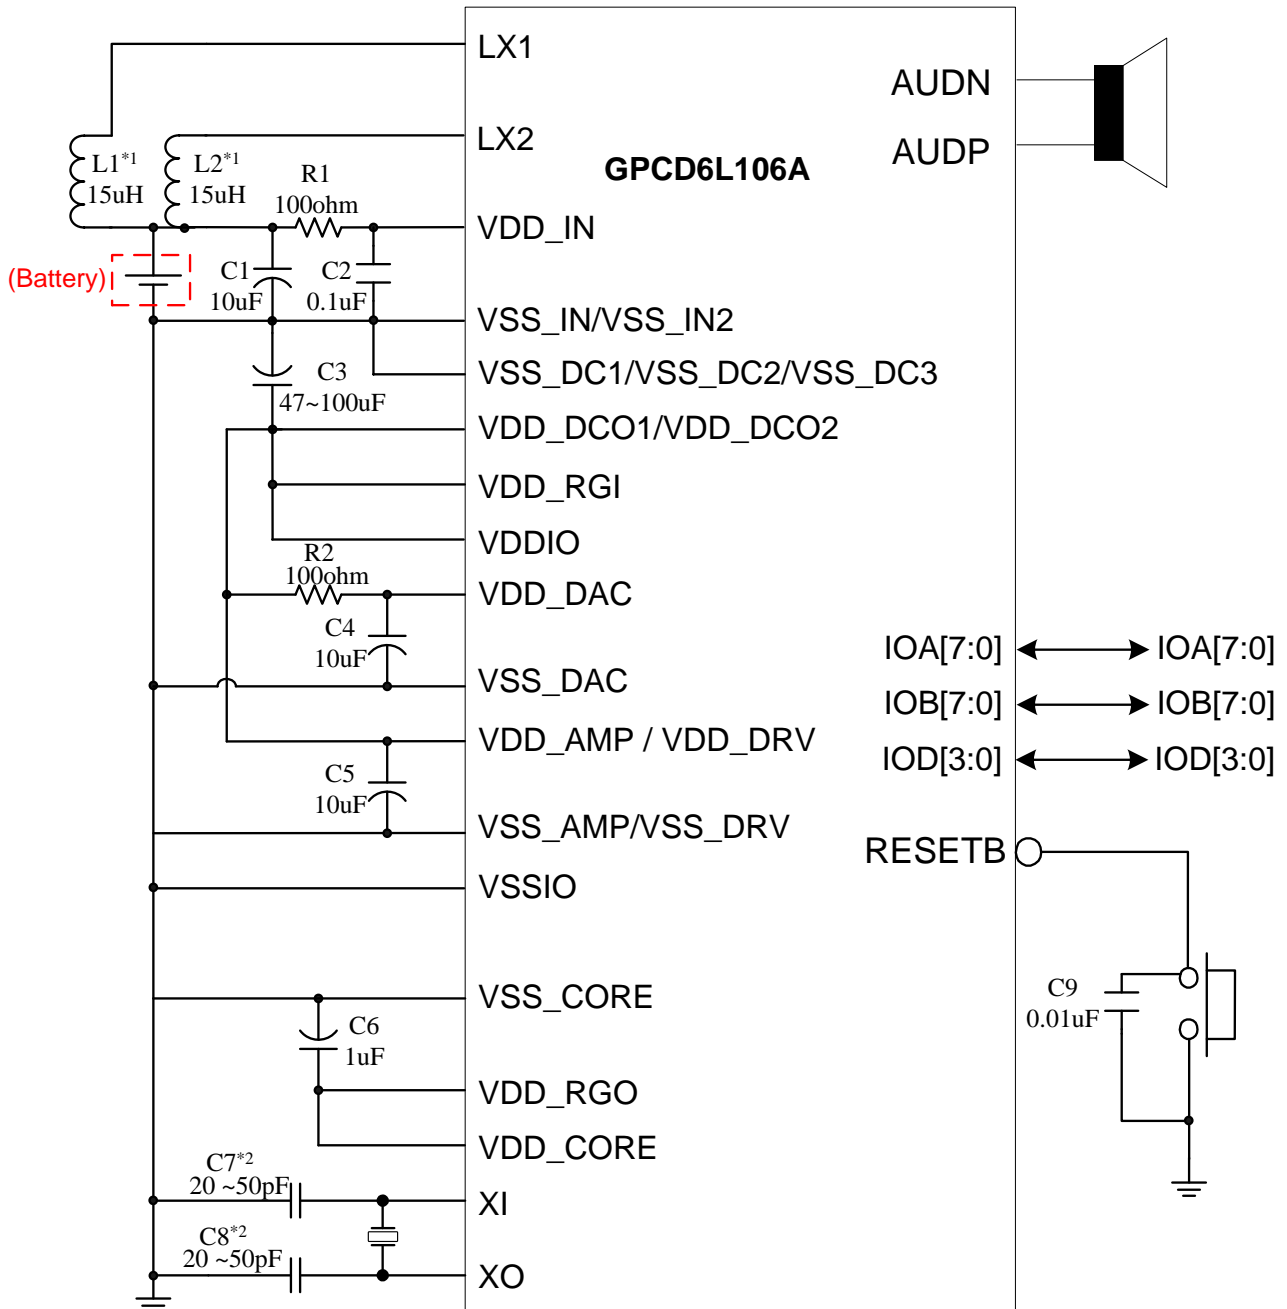 LX1
AUDN
LX2
AUDP
GPCD6L106A
L1*1
15uH
L2*1
15uH
R1
100ohm
VDD_IN
(Battery)
C1
10uF
C2
0.1uF
VSS_IN/VSS_IN2
VSS_DC1/VSS_DC2/VSS_DC3
C3
47~100uF
VDD_DCO1/VDD_DCO2
VDD_RGI
VDDIO
R2
100ohm
VDD_DAC
C4
10uF
IOA[7:0]
IOA[7:0]
VSS_DAC
IOB[7:0]
IOB[7:0]
VDD_AMP / VDD_DRV
IOD[3:0]
IOD[3:0]
C5
10uF
VSS_AMP/VSS_DRV
RESETB
VSSIO
VSS_CORE
C9
0.01uF
C6
1uF
VDD_RGO
VDD_CORE
C7*2
20 ~50pF
XI
C8*2
20 ~50pF
XO